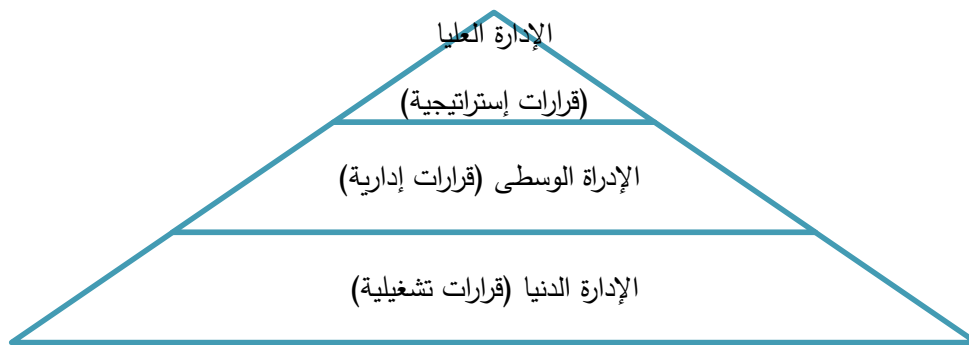 الإدارة العليا
(قرارات إستراتيجية)
الإدراة الوسطى (قرارات إدارية)
الإدارة الدنيا (قرارات تشغيلية)